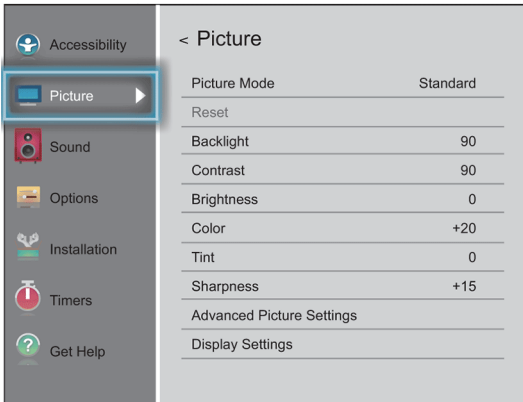 Accessibility
Picture
Sound
Options
Installation
Timers
Get Help
< Picture
Picture Mode Standard
Reset
Backlight 90
Contrast 90
Brightness 0
Color +20
Tint 0
Sharpness +15
Advanced Picture Settings
Display Settings